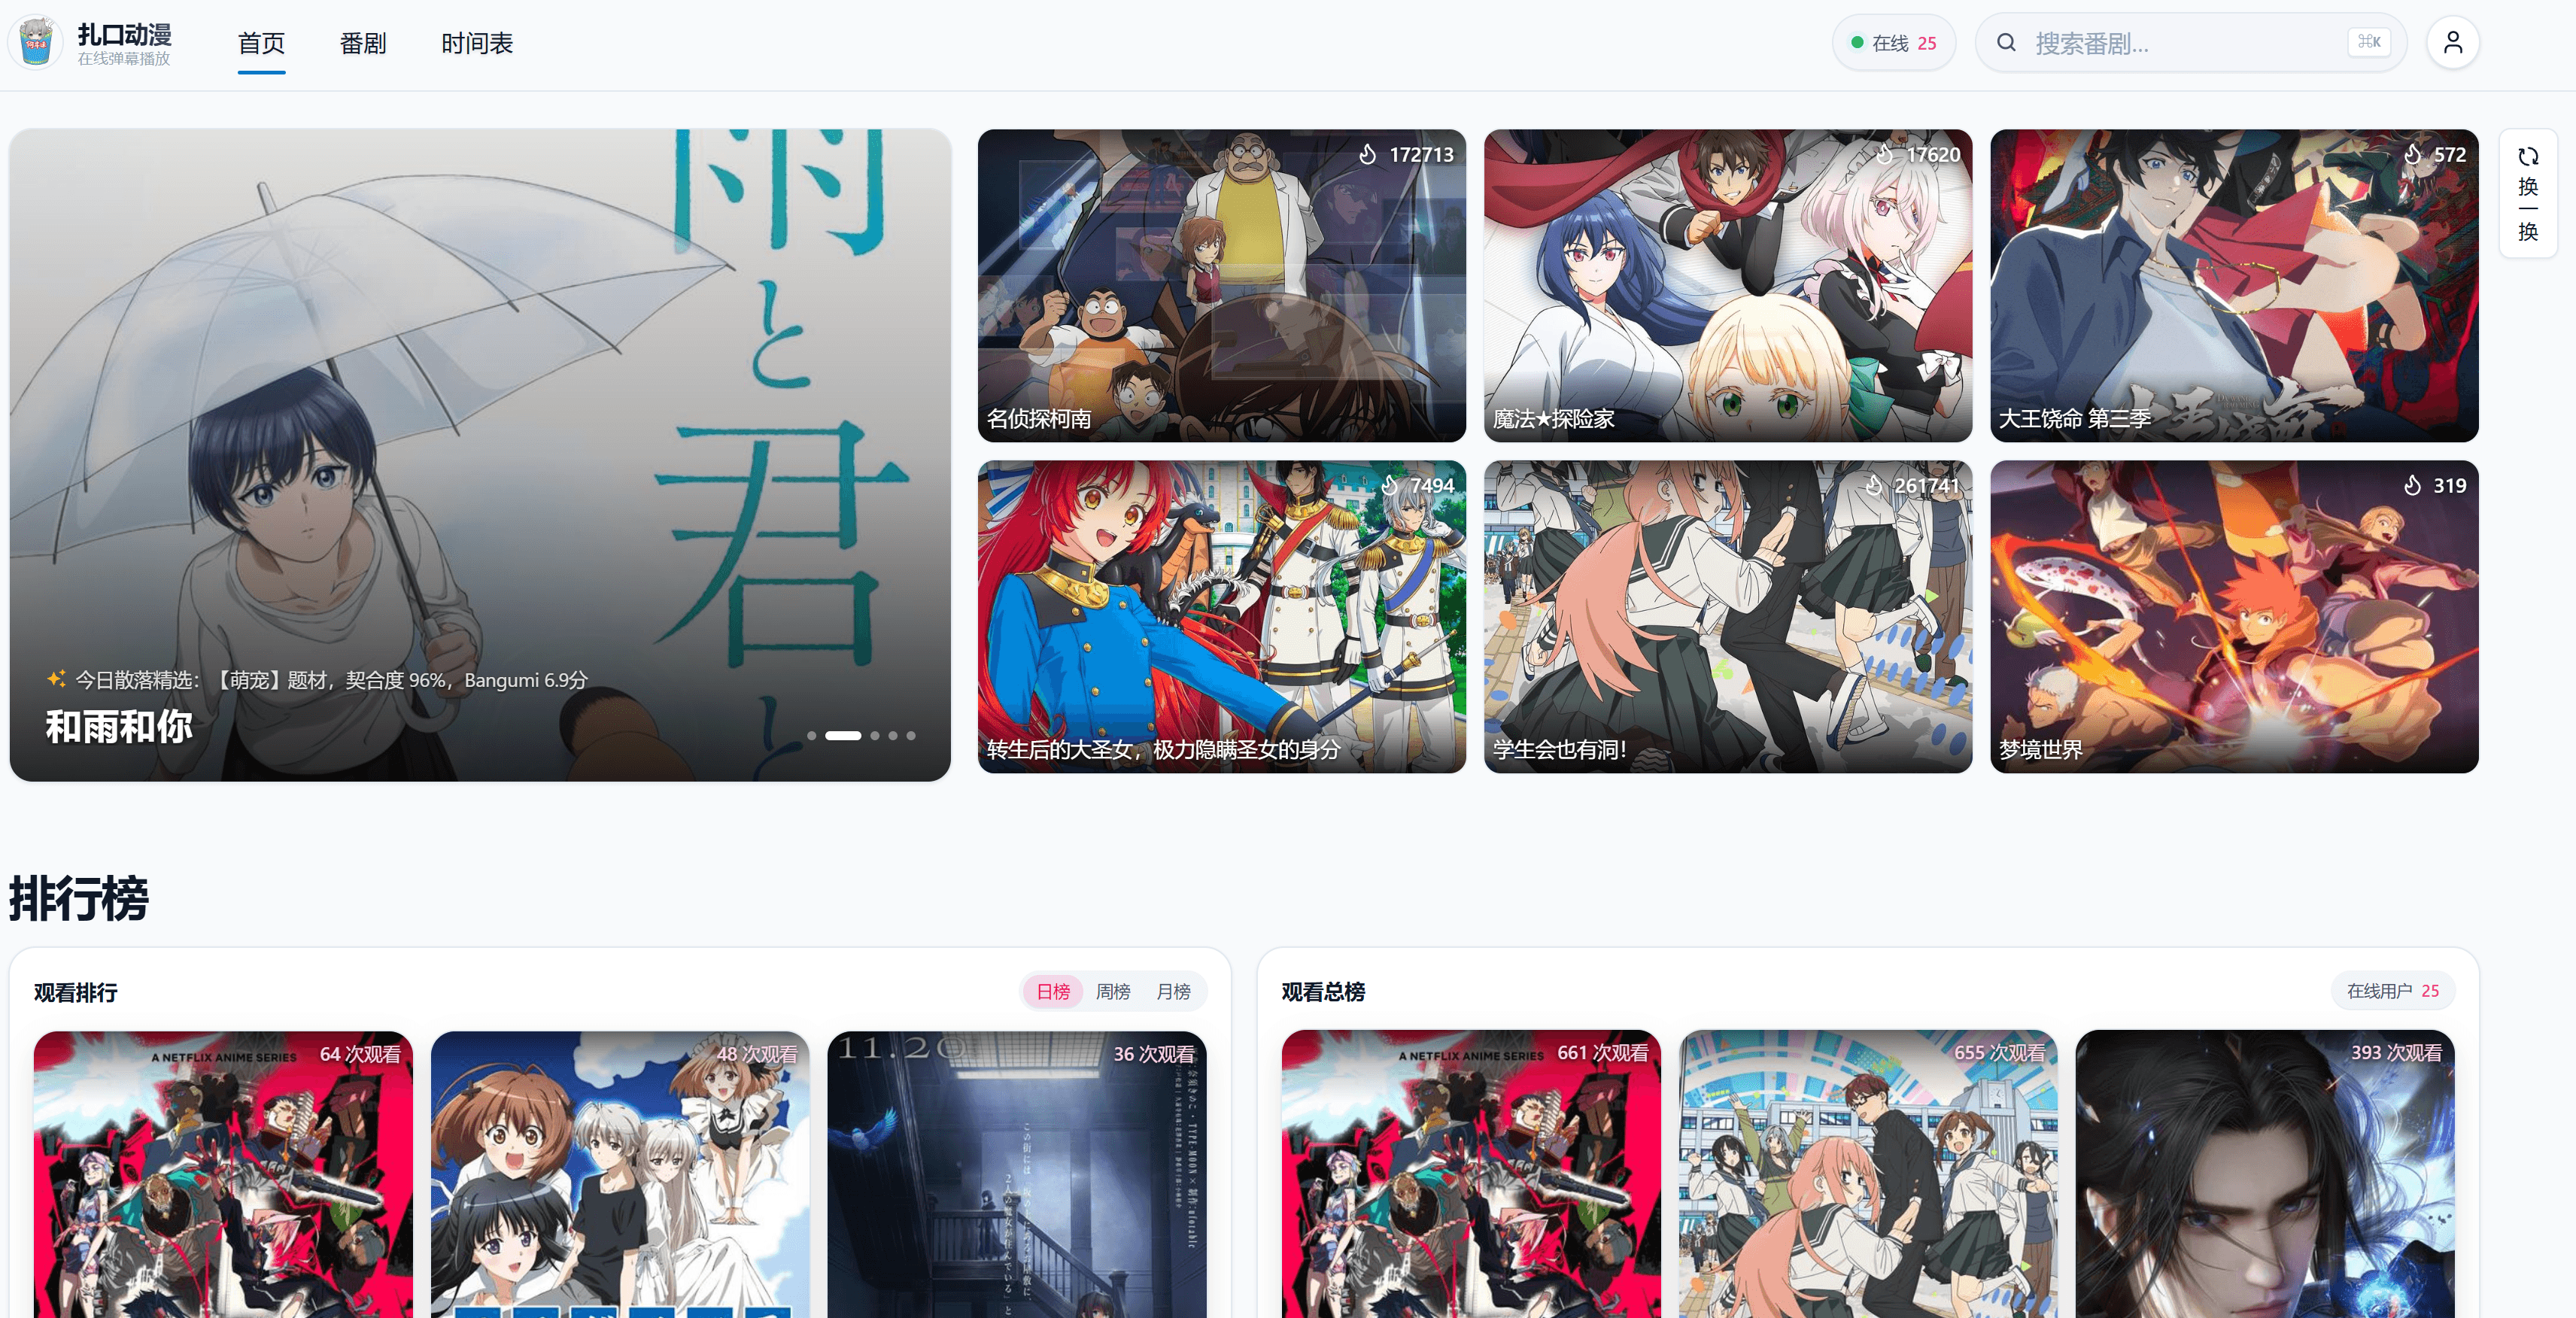 扎口动漫
在线弹幕播放
首页
番剧
时间表
在线 25
搜索番剧...
⌘K
雨
と
君
と
今日散落精选：【萌宠】题材，契合度 96%，Bangumi 6.9分
和雨和你
172713
名侦探柯南
17620
魔法★探险家
572
大王饶命 第三季
换一换
7494
转生后的大圣女，极力隐瞒圣女的身分
261741
学生会也有洞！
319
梦境世界
排行榜
观看排行
日榜
周榜
月榜
A NETFLIX ANIME SERIES
64 次观看
48 次观看
11.20
36 次观看
观看总榜
在线用户 25
A NETFLIX ANIME SERIES
661 次观看
655 次观看
393 次观看